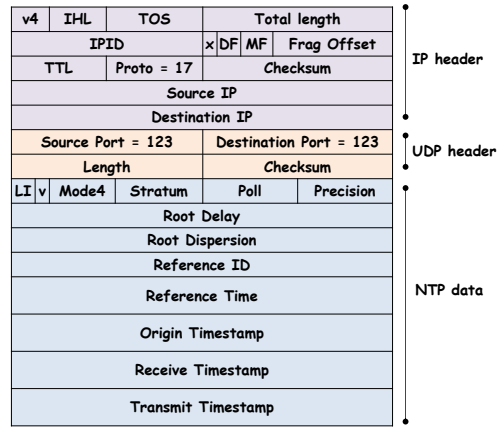 v4 IHL TOS Total length
IPID x DF MF Frag Offset
IP header
TTL Proto = 17 Checksum
Source IP
Destination IP
Source Port = 123 Destination Port = 123
UDP header
Length Checksum
LI v Mode4 Stratum Poll Precision
Root Delay
Root Dispersion
Reference ID
Reference Time
NTP data
Origin Timestamp
Receive Timestamp
Transmit Timestamp